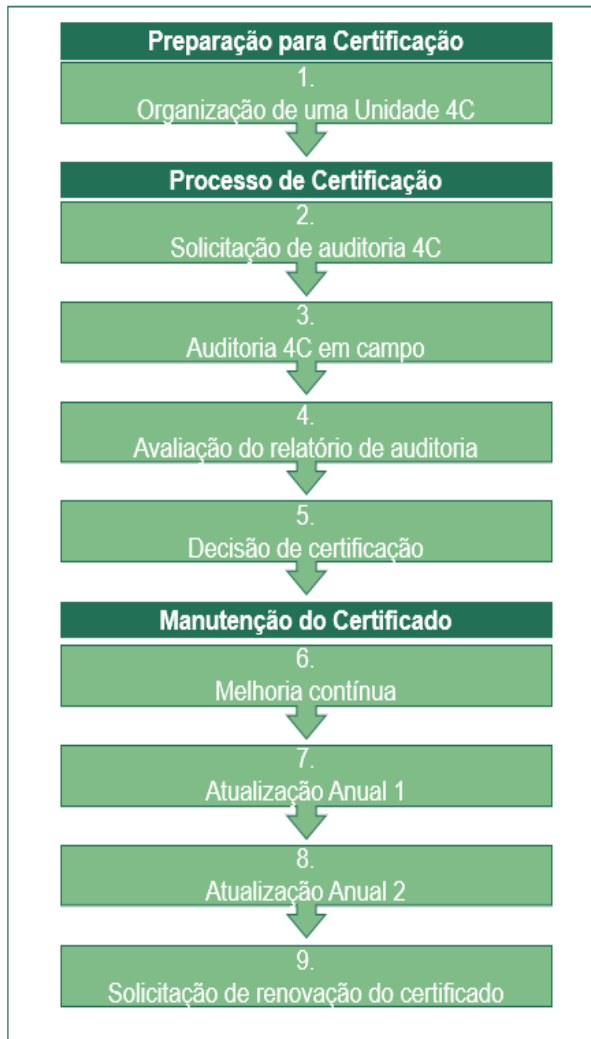 Preparação para Certificação
1.
Organização de uma Unidade 4C
Processo de Certificação
2.
Solicitação de auditoria 4C
3.
Auditoria 4C em campo
4.
Avaliação do relatório de auditoria
5.
Decisão de certificação
Manutenção do Certificado
6.
Melhoria contínua
7.
Atualização Anual 1
8.
Atualização Anual 2
9.
Solicitação de renovação do certificado